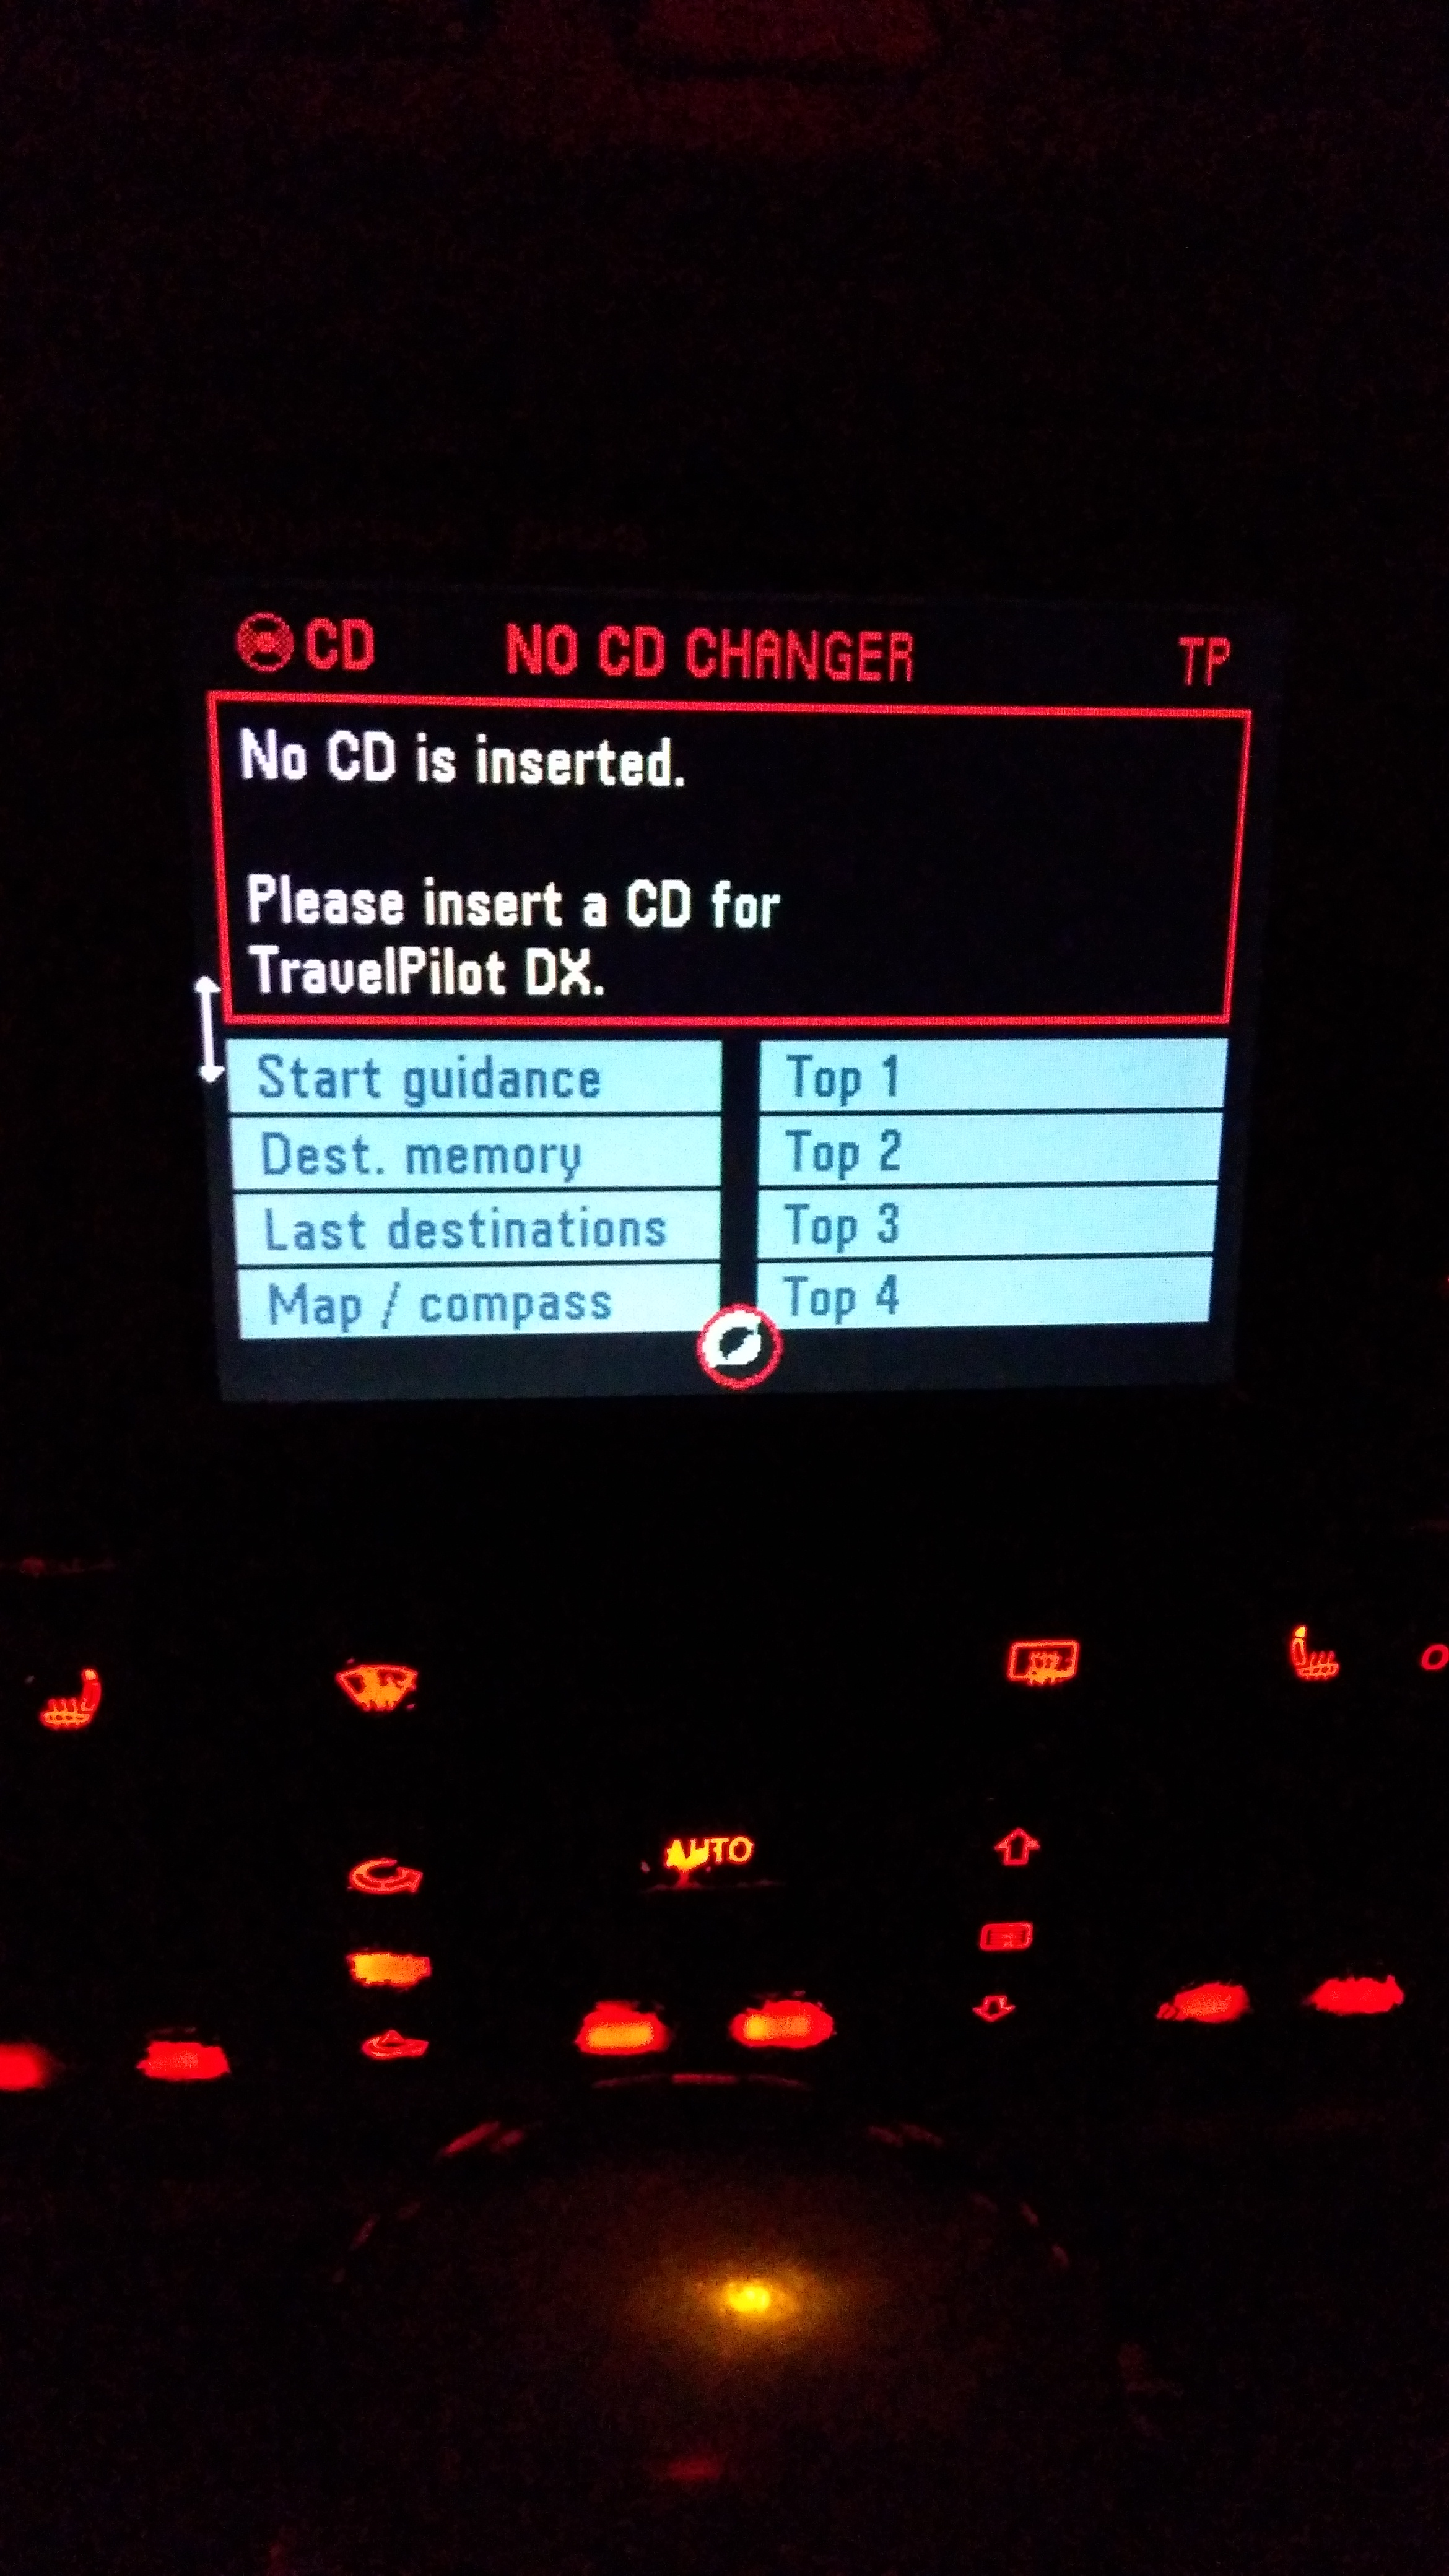 CD NO CD CHANGER TP
No CD is inserted.
Please insert a CD for
TravelPilot DX.
Start guidance Top 1
Dest. memory Top 2
Last destinations Top 3
Map / compass Top 4
AUTO